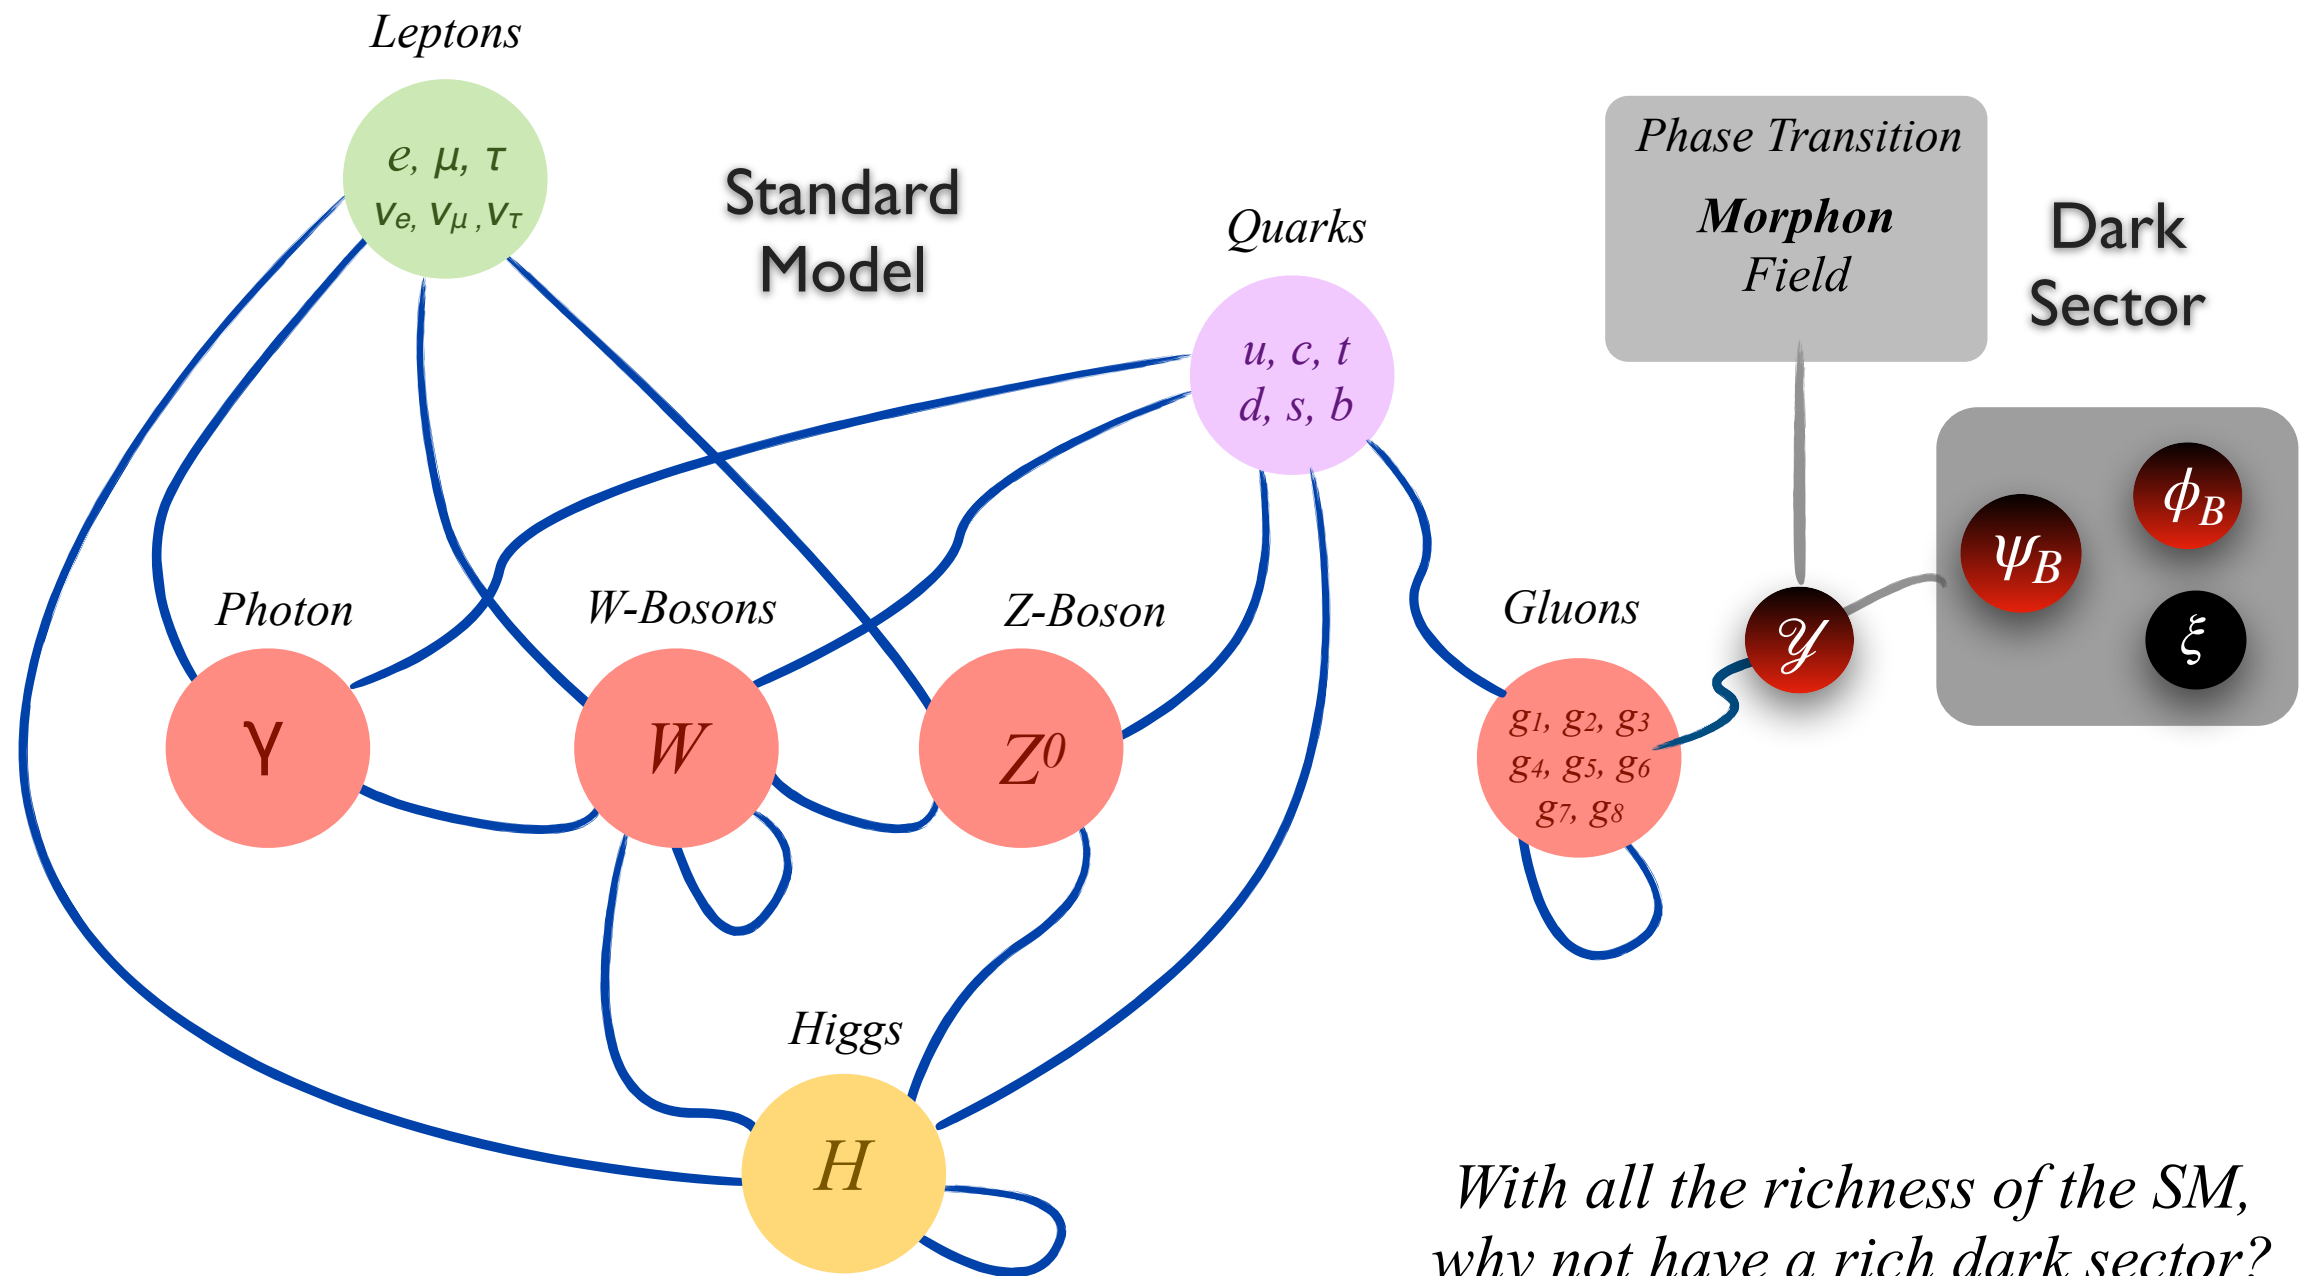 Leptons
e, μ, τ
νe, νμ, ντ
Standard
Model
Quarks
u, c, t
d, s, b
Phase Transition
Morphon
Field
Dark
Sector
ϕB
ψB
ξ
𝒴
Photon
W-Bosons
Z-Boson
Gluons
γ
W
Z⁰
g1, g2, g3
g4, g5, g6
g7, g8
Higgs
H
With all the richness of the SM,
why not have a rich dark sector?